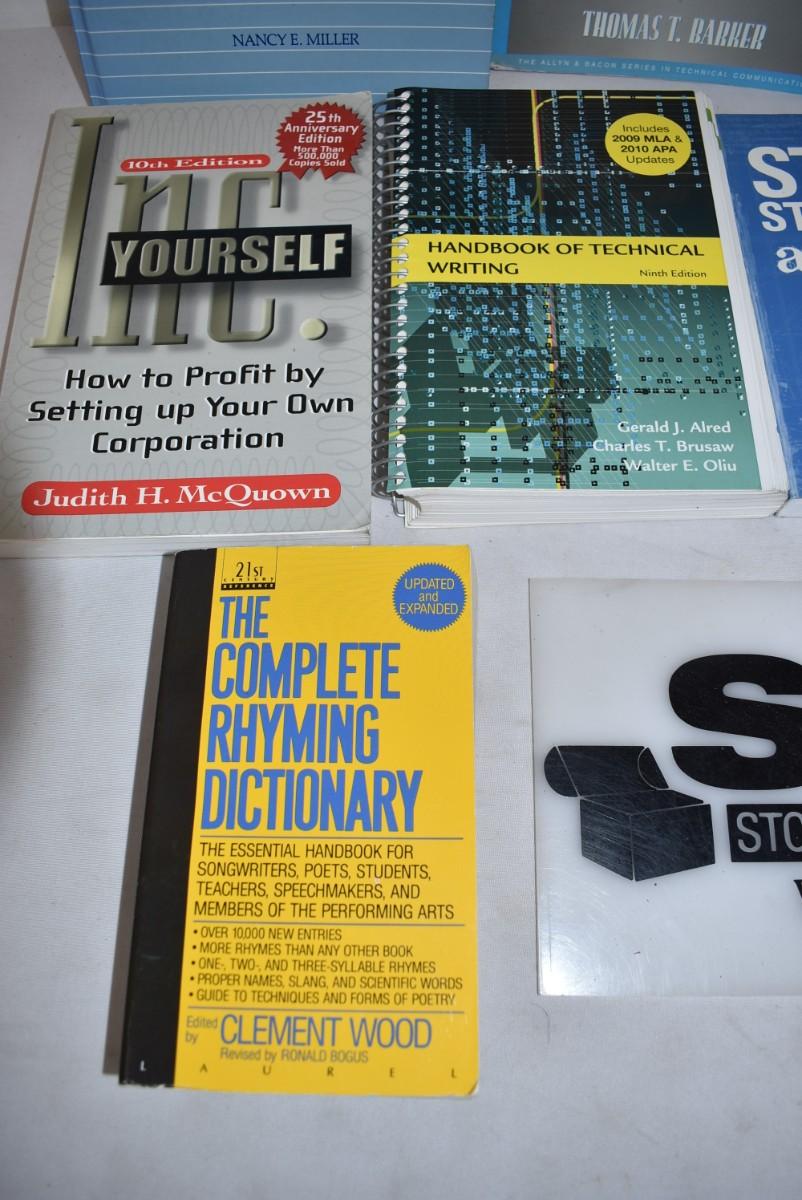 NANCY E. MILLER
THOMAS T. BARKER
THE ALLYN & BACON SERIES IN TECHNICAL COMMUNICATION
25th
Anniversary
Edition
More Than
500,000
Copies Sold
10th Edition
Inc.
YOURSELF
How to Profit by
Setting up Your Own
Corporation
Judith H. McQuown
Includes
2009 MLA &
2010 APA
Updates
HANDBOOK OF TECHNICAL
WRITING
Ninth Edition
Gerald J. Alred
Charles T. Brusaw
Walter E. Oliu
ST
ST
a
21ST
CENTURY
REFERENCE
UPDATED
and
EXPANDED
THE
COMPLETE
RHYMING
DICTIONARY
THE ESSENTIAL HANDBOOK FOR
SONGWRITERS, POETS, STUDENTS,
TEACHERS, SPEECHMAKERS, AND
MEMBERS OF THE PERFORMING ARTS
• OVER 10,000 NEW ENTRIES
• MORE RHYMES THAN ANY OTHER BOOK
• ONE-, TWO-, AND THREE-SYLLABLE RHYMES
• PROPER NAMES, SLANG, AND SCIENTIFIC WORDS
• GUIDE TO TECHNIQUES AND FORMS OF POETRY
Edited by CLEMENT WOOD
Revised by RONALD BOGUS
LAUREL
S
STO